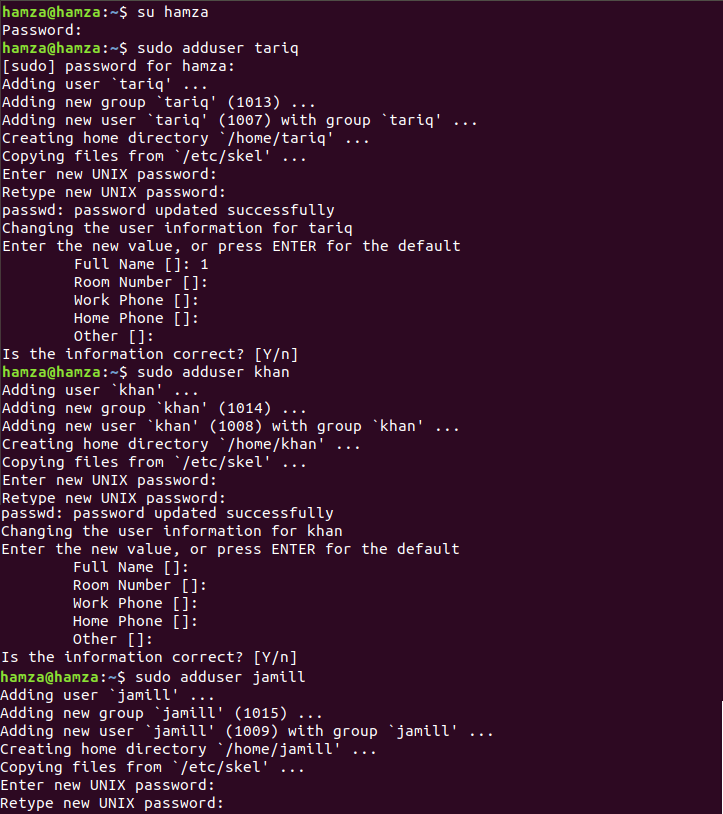 hamza@hamza:~$ su hamza
Password:
hamza@hamza:~$ sudo adduser tariq
[sudo] password for hamza:
Adding user `tariq' ...
Adding new group `tariq' (1013) ...
Adding new user `tariq' (1007) with group `tariq' ...
Creating home directory `/home/tariq' ...
Copying files from `/etc/skel' ...
Enter new UNIX password:
Retype new UNIX password:
passwd: password updated successfully
Changing the user information for tariq
Enter the new value, or press ENTER for the default
        Full Name []: 1
        Room Number []:
        Work Phone []:
        Home Phone []:
        Other []:
Is the information correct? [Y/n]
hamza@hamza:~$ sudo adduser khan
Adding user `khan' ...
Adding new group `khan' (1014) ...
Adding new user `khan' (1008) with group `khan' ...
Creating home directory `/home/khan' ...
Copying files from `/etc/skel' ...
Enter new UNIX password:
Retype new UNIX password:
passwd: password updated successfully
Changing the user information for khan
Enter the new value, or press ENTER for the default
        Full Name []:
        Room Number []:
        Work Phone []:
        Home Phone []:
        Other []:
Is the information correct? [Y/n]
hamza@hamza:~$ sudo adduser jamill
Adding user `jamill' ...
Adding new group `jamill' (1015) ...
Adding new user `jamill' (1009) with group `jamill' ...
Creating home directory `/home/jamill' ...
Copying files from `/etc/skel' ...
Enter new UNIX password:
Retype new UNIX password: